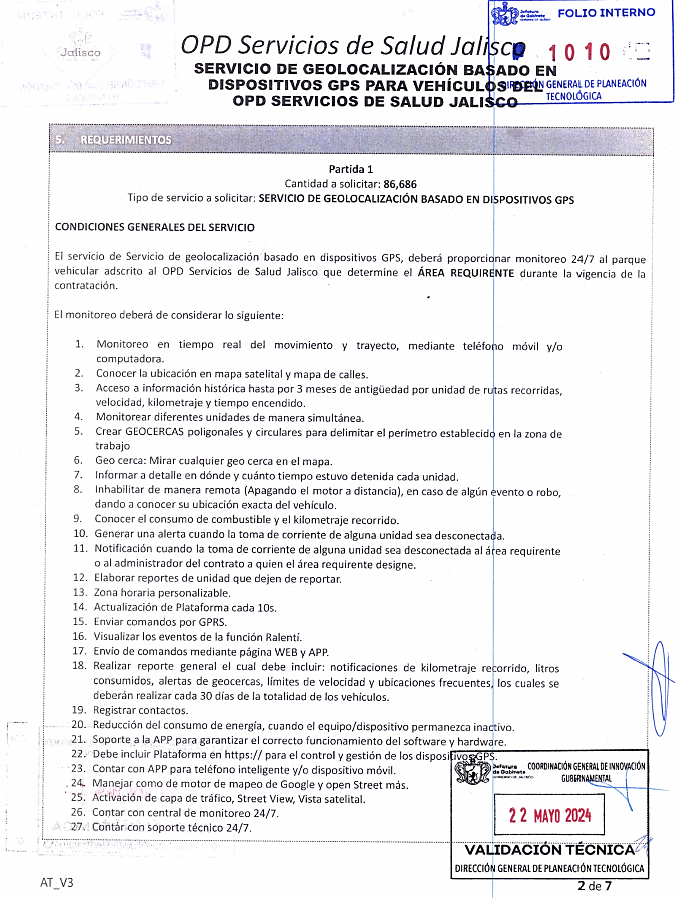 Jefatura
de Gabinete
FOLIO INTERNO
Jalisco
OPD Servicios de Salud Jalisco
1010
SERVICIO DE GEOLOCALIZACIÓN BASADO EN
DISPOSITIVOS GPS PARA VEHÍCULOS DEL
OPD SERVICIOS DE SALUD JALISCO
DIRECCIÓN GENERAL DE PLANEACIÓN
TECNOLÓGICA
5. REQUERIMIENTOS
Partida 1
Cantidad a solicitar: 86,686
Tipo de servicio a solicitar: SERVICIO DE GEOLOCALIZACIÓN BASADO EN DISPOSITIVOS GPS
CONDICIONES GENERALES DEL SERVICIO
El servicio de Servicio de geolocalización basado en dispositivos GPS, deberá proporcionar monitoreo 24/7 al parque
vehicular adscrito al OPD Servicios de Salud Jalisco que determine el ÁREA REQUIRENTE durante la vigencia de la
contratación.
El monitoreo deberá de considerar lo siguiente:
1. Monitoreo en tiempo real del movimiento y trayecto, mediante teléfono móvil y/o
computadora.
2. Conocer la ubicación en mapa satelital y mapa de calles.
3. Acceso a información histórica hasta por 3 meses de antigüedad por unidad de rutas recorridas,
velocidad, kilometraje y tiempo encendido.
4. Monitorear diferentes unidades de manera simultánea.
5. Crear GEOCERCAS poligonales y circulares para delimitar el perímetro establecido en la zona de
trabajo
6. Geo cerca: Mirar cualquier geo cerca en el mapa.
7. Informar a detalle en dónde y cuánto tiempo estuvo detenida cada unidad.
8. Inhabilitar de manera remota (Apagando el motor a distancia), en caso de algún evento o robo,
dando a conocer su ubicación exacta del vehículo.
9. Conocer el consumo de combustible y el kilometraje recorrido.
10. Generar una alerta cuando la toma de corriente de alguna unidad sea desconectada.
11. Notificación cuando la toma de corriente de alguna unidad sea desconectada al área requirente
o al administrador del contrato a quien el área requirente designe.
12. Elaborar reportes de unidad que dejen de reportar.
13. Zona horaria personalizable.
14. Actualización de Plataforma cada 10s.
15. Enviar comandos por GPRS.
16. Visualizar los eventos de la función Ralentí.
17. Envío de comandos mediante página WEB y APP.
18. Realizar reporte general el cual debe incluir: notificaciones de kilometraje recorrido, litros
consumidos, alertas de geocercas, límites de velocidad y ubicaciones frecuentes, los cuales se
deberán realizar cada 30 días de la totalidad de los vehículos.
19. Registrar contactos.
20. Reducción del consumo de energía, cuando el equipo/dispositivo permanezca inactivo.
21. Soporte a la APP para garantizar el correcto funcionamiento del software y hardware.
22. Debe incluir Plataforma en https:// para el control y gestión de los dispositivos GPS.
23. Contar con APP para teléfono inteligente y/o dispositivo móvil.
24. Manejar como de motor de mapeo de Google y open Street más.
25. Activación de capa de tráfico, Street View, Vista satelital.
26. Contar con central de monitoreo 24/7.
27. Contar con soporte técnico 24/7.
Jefatura
de Gabinete
COORDINACIÓN GENERAL DE INNOVACIÓN
GUBERNAMENTAL
22 MAYO 2024
VALIDACIÓN TÉCNICA
DIRECCIÓN GENERAL DE PLANEACIÓN TECNOLÓGICA
AT_V3
2 de 7